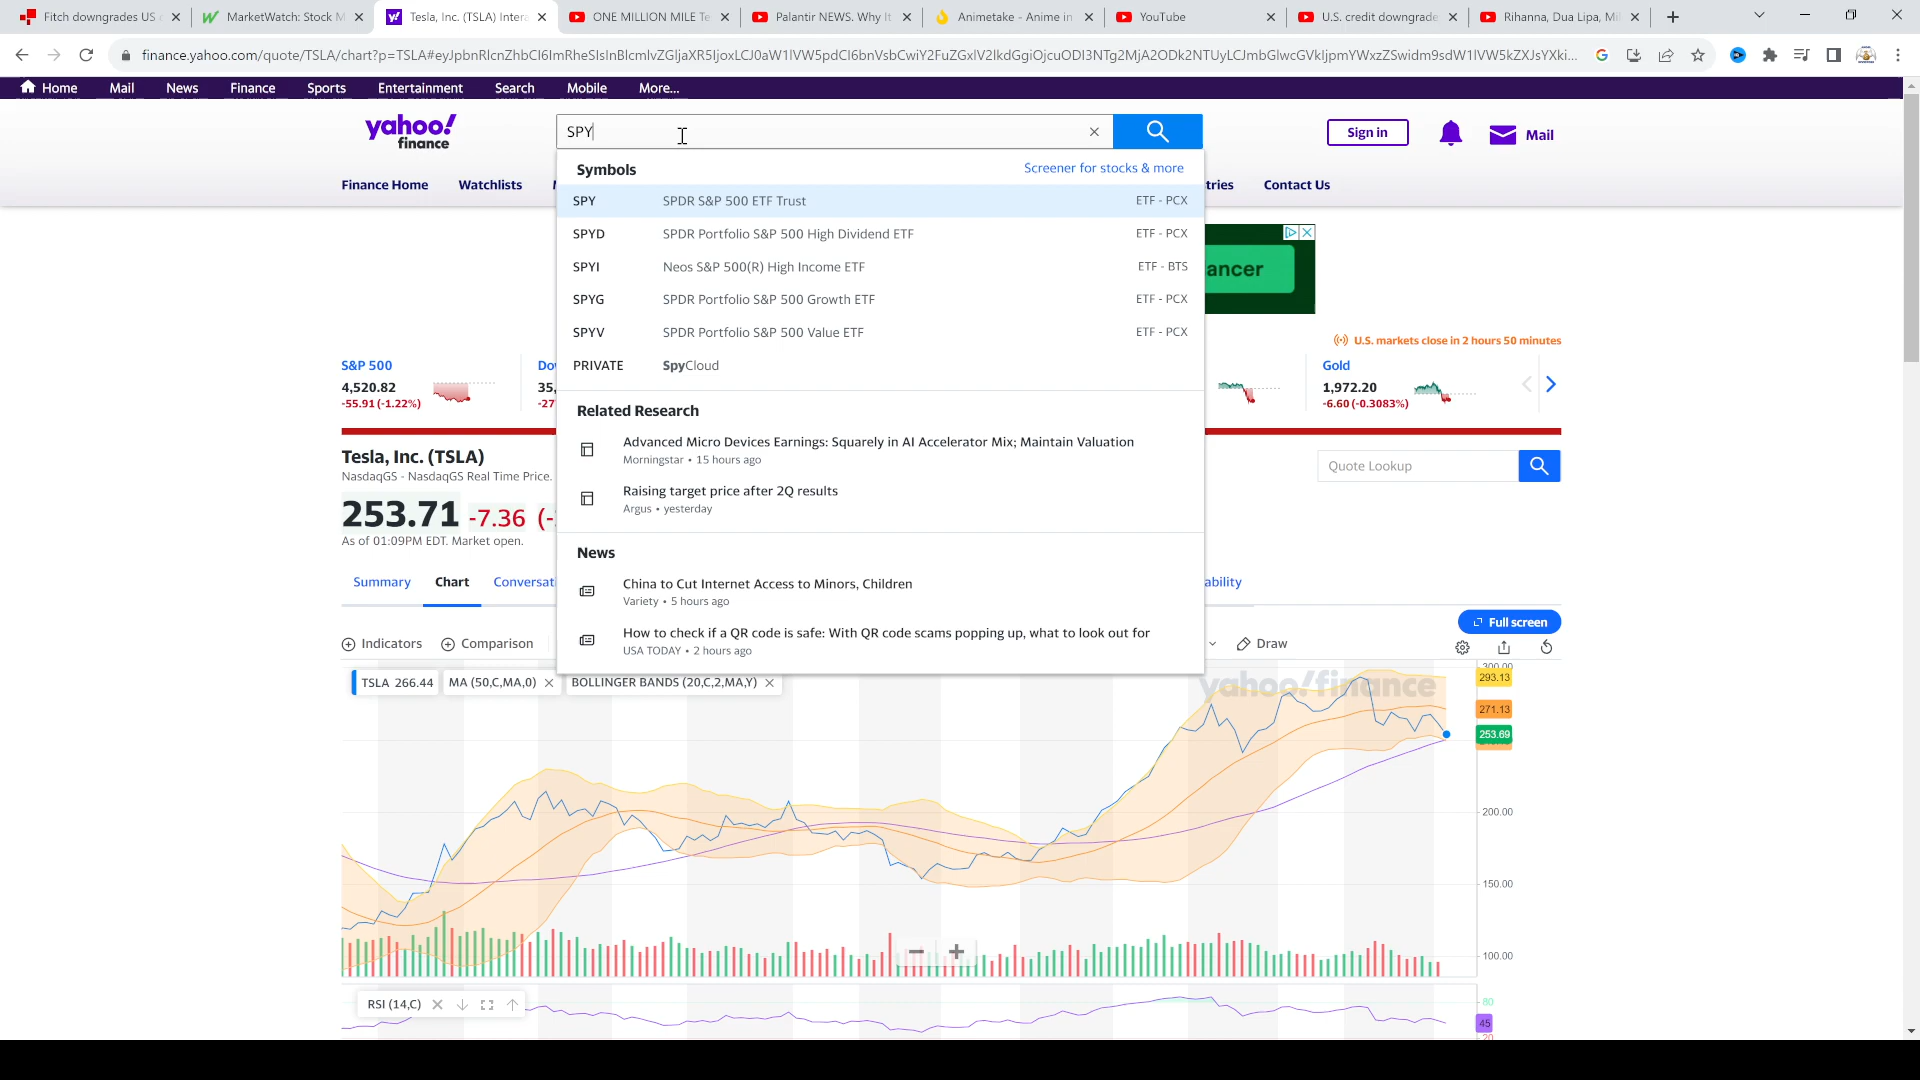 Fitch downgrades US
MarketWatch: Stock M
Tesla, Inc. (TSLA) Intera
ONE MILLION MILE Te
Palantir NEWS. Why It
Animetake - Anime in
YouTube
U.S. credit downgrade
Rihanna, Dua Lipa, Mil
Home
Mail
News
Finance
Sports
Entertainment
Search
Mobile
More...
yahoo!
finance
SPY
Sign in
Mail
Finance Home
Watchlists
tries
Contact Us
Symbols
Screener for stocks & more
SPY SPDR S&P 500 ETF Trust ETF - PCX
SPYD SPDR Portfolio S&P 500 High Dividend ETF ETF - PCX
SPYI Neos S&P 500(R) High Income ETF ETF - BTS
SPYG SPDR Portfolio S&P 500 Growth ETF ETF - PCX
SPYV SPDR Portfolio S&P 500 Value ETF ETF - PCX
PRIVATE SpyCloud
Related Research
Advanced Micro Devices Earnings: Squarely in AI Accelerator Mix; Maintain Valuation
Morningstar • 15 hours ago
Raising target price after 2Q results
Argus • yesterday
News
China to Cut Internet Access to Minors, Children
Variety • 5 hours ago
How to check if a QR code is safe: With QR code scams popping up, what to look out for
USA TODAY • 2 hours ago
ancer
U.S. markets close in 2 hours 50 minutes
S&P 500
4,520.82
-55.91 (-1.22%)
Do
35,
-27
Gold
1,972.20
-6.60 (-0.3083%)
Tesla, Inc. (TSLA)
NasdaqGS - NasdaqGS Real Time Price.
253.71 -7.36 (-
As of 01:09PM EDT. Market open.
Quote Lookup
Summary
Chart
Conversat
ability
Full screen
Indicators
Comparison
Draw
TSLA 266.44
MA (50,C,MA,0)
BOLLINGER BANDS (20,C,2,MA,Y)
yahoo!finance
300.00
293.13
271.13
253.69
200.00
150.00
100.00
RSI (14,C)
80
45
20